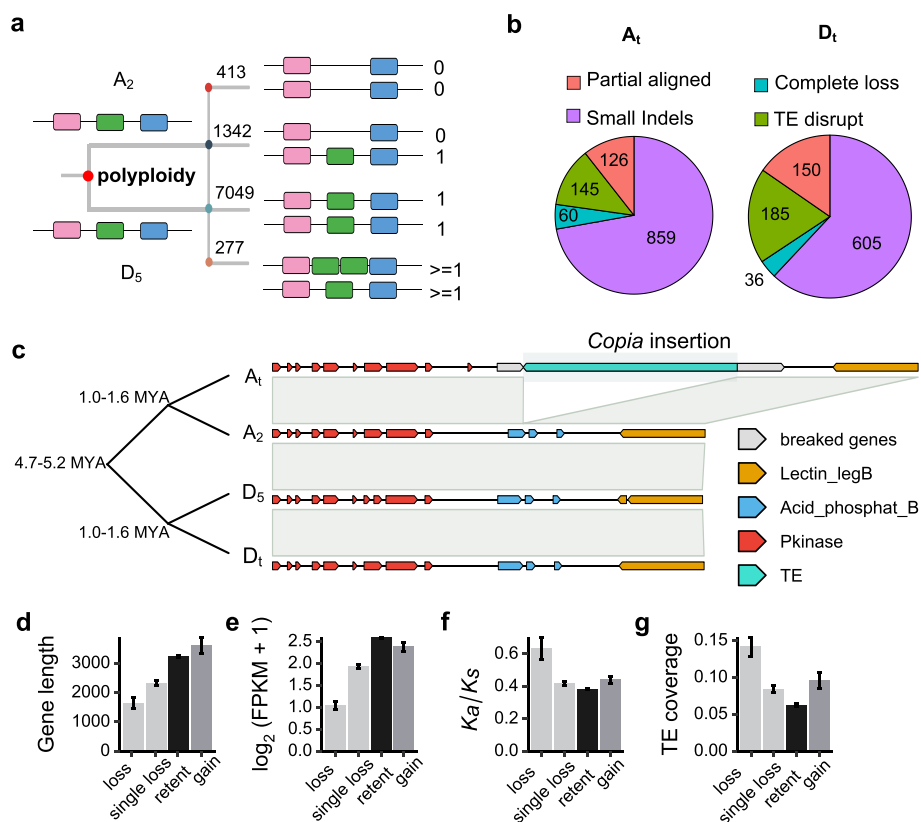 a
A2
D5
polyploidy
413
1342
7049
277
0
0
0
1
1
1
>=1
>=1
b
At
Dt
Partial aligned
Complete loss
Small Indels
TE disrupt
126
145
60
859
150
185
36
605
c
Copia insertion
1.0-1.6 MYA
4.7-5.2 MYA
1.0-1.6 MYA
At
A2
D5
Dt
breaked genes
Lectin_legB
Acid_phosphat_B
Pkinase
TE
d
Gene length
3000
2000
1000
0
loss
single loss
retent
gain
e
log2 (FPKM + 1)
2.5
2.0
1.5
1.0
0.5
0.0
loss
single loss
retent
gain
f
Ka/Ks
0.6
0.4
0.2
0.0
loss
single loss
retent
gain
g
TE coverage
0.15
0.10
0.05
0.00
loss
single loss
retent
gain